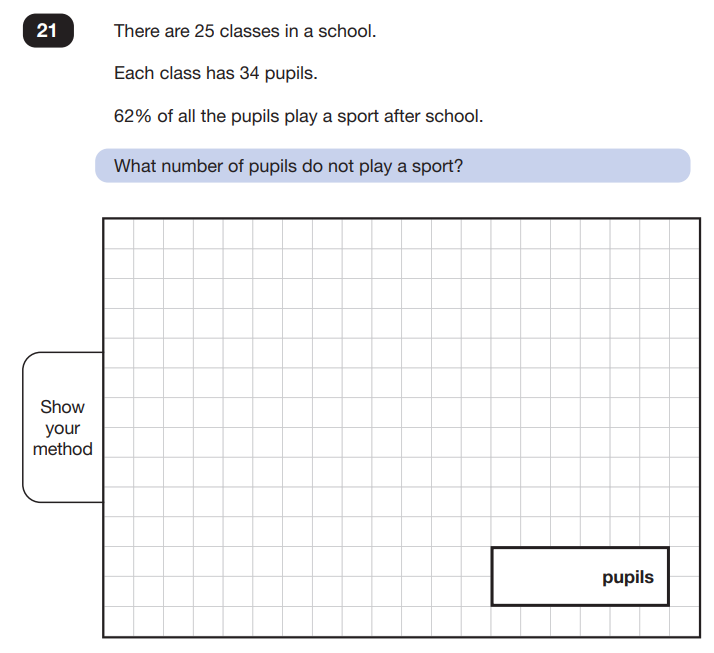 21
There are 25 classes in a school.
Each class has 34 pupils.
62% of all the pupils play a sport after school.
What number of pupils do not play a sport?
Show
your
method
pupils